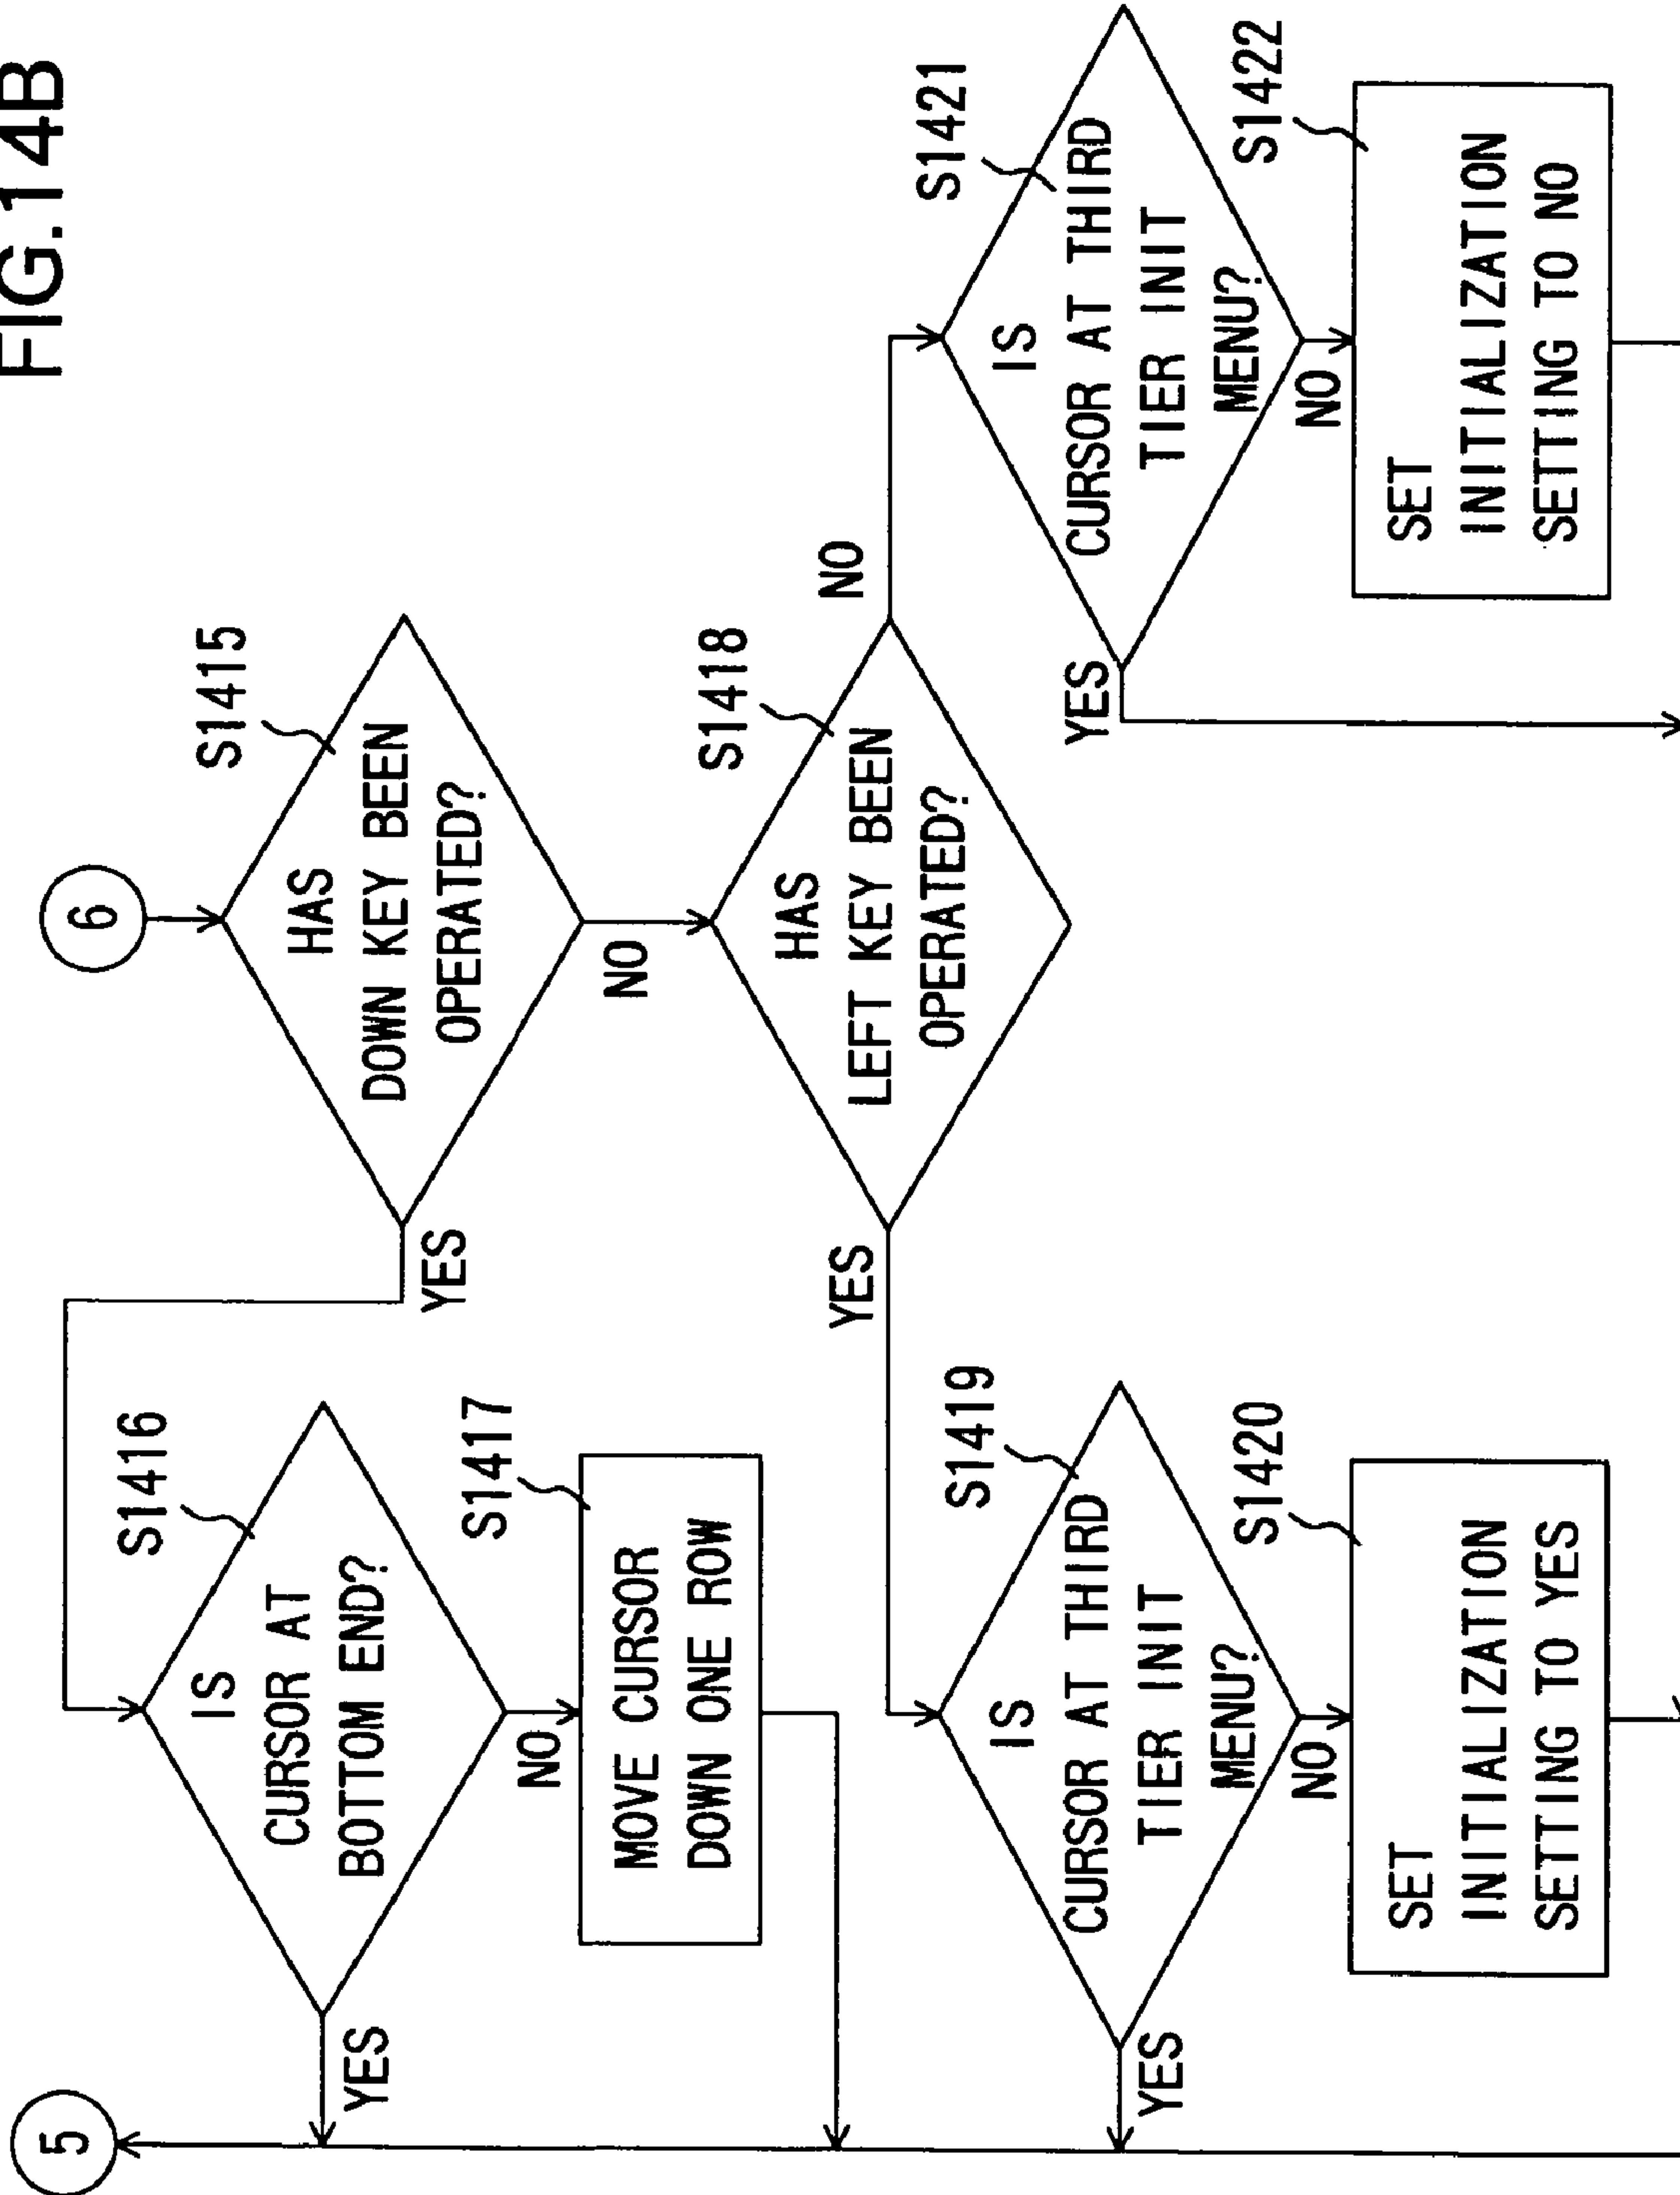 FIG.14B
6
S1415
HAS
DOWN KEY BEEN
OPERATED?
YES
NO
S1416
IS
CURSOR AT
BOTTOM END?
YES
NO
S1417
MOVE CURSOR
DOWN ONE ROW
5
S1418
HAS
LEFT KEY BEEN
OPERATED?
YES
NO
S1419
IS
CURSOR AT THIRD
TIER INIT
MENU?
YES
NO
S1420
SET
INITIALIZATION
SETTING TO YES
S1421
IS
CURSOR AT THIRD
TIER INIT
MENU?
YES
NO
S1422
SET
INITIALIZATION
SETTING TO NO